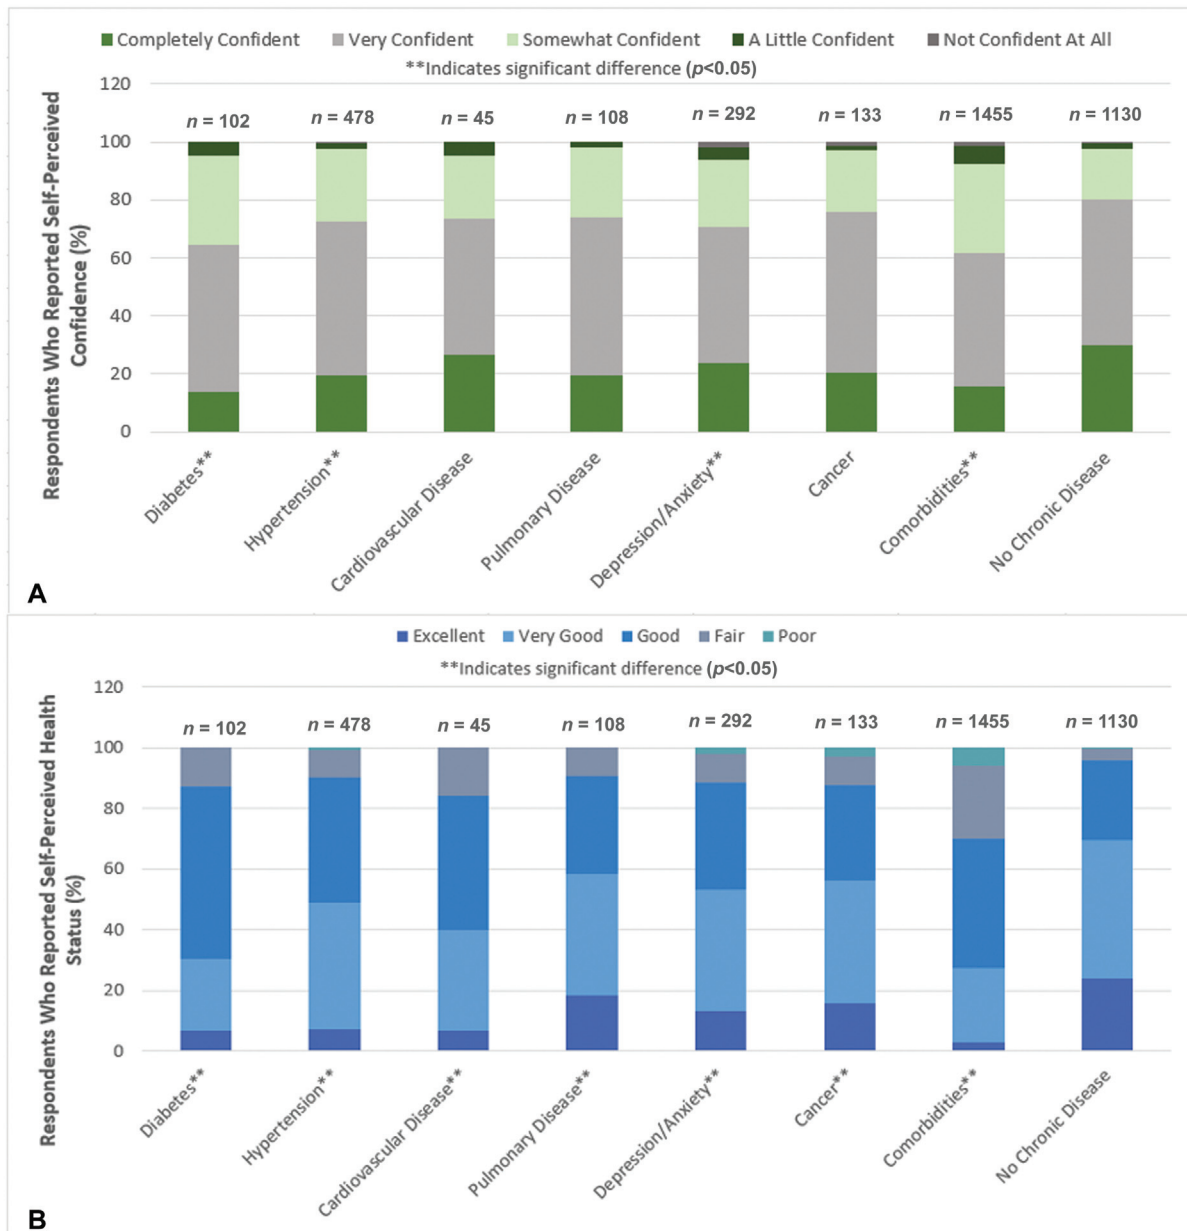 Completely Confident Very Confident Somewhat Confident A Little Confident Not Confident At All
**Indicates significant difference (p<0.05)
Respondents Who Reported Self-Perceived
Confidence (%)
120
100
80
60
40
20
0
n = 102 n = 478 n = 45 n = 108 n = 292 n = 133 n = 1455 n = 1130
Diabetes**
Hypertension**
Cardiovascular Disease
Pulmonary Disease
Depression/Anxiety**
Cancer
Comorbidities**
No Chronic Disease
A
Excellent Very Good Good Fair Poor
**Indicates significant difference (p<0.05)
Respondents Who Reported Self-Perceived Health
Status (%)
120
100
80
60
40
20
0
n = 102 n = 478 n = 45 n = 108 n = 292 n = 133 n = 1455 n = 1130
Diabetes**
Hypertension**
Cardiovascular Disease**
Pulmonary Disease**
Depression/Anxiety**
Cancer**
Comorbidities**
No Chronic Disease
B